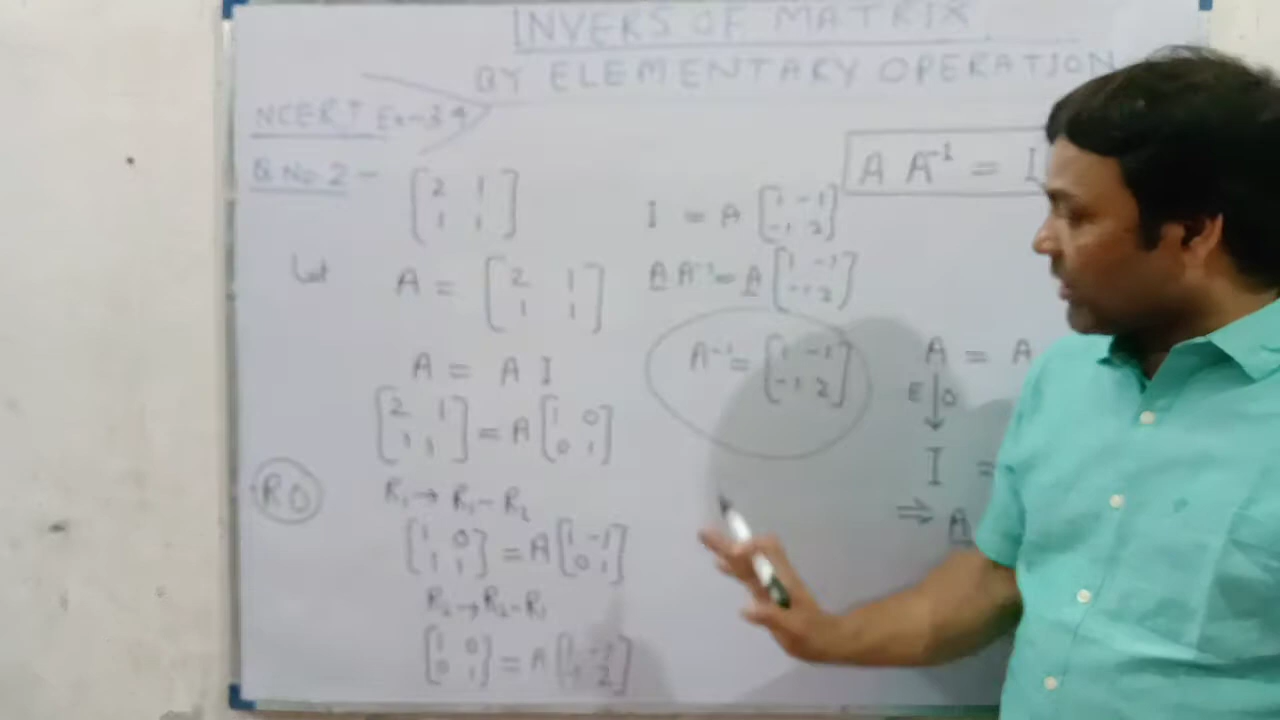 INVERS OF MATRIX
BY ELEMENTARY OPERATION
NCERT Ex-3.4
Q.No.2 - [2 1
1 1]
Let A = [2 1
1 1]
A = A I
[2 1
1 1] = A [1 0
0 1]
RO R₁ → R₁ - R₂
[1 0
1 1] = A [1 -1
0 1]
R₂ → R₂ - R₁
[1 0
0 1] = A [1 -1
-1 2]
I = A [1 -1
-1 2]
A A⁻¹ = A [1 -1
-1 2]
A⁻¹ = [1 -1
-1 2]
A A⁻¹ = I
A = A
E ↓ O
I =
⇒ A